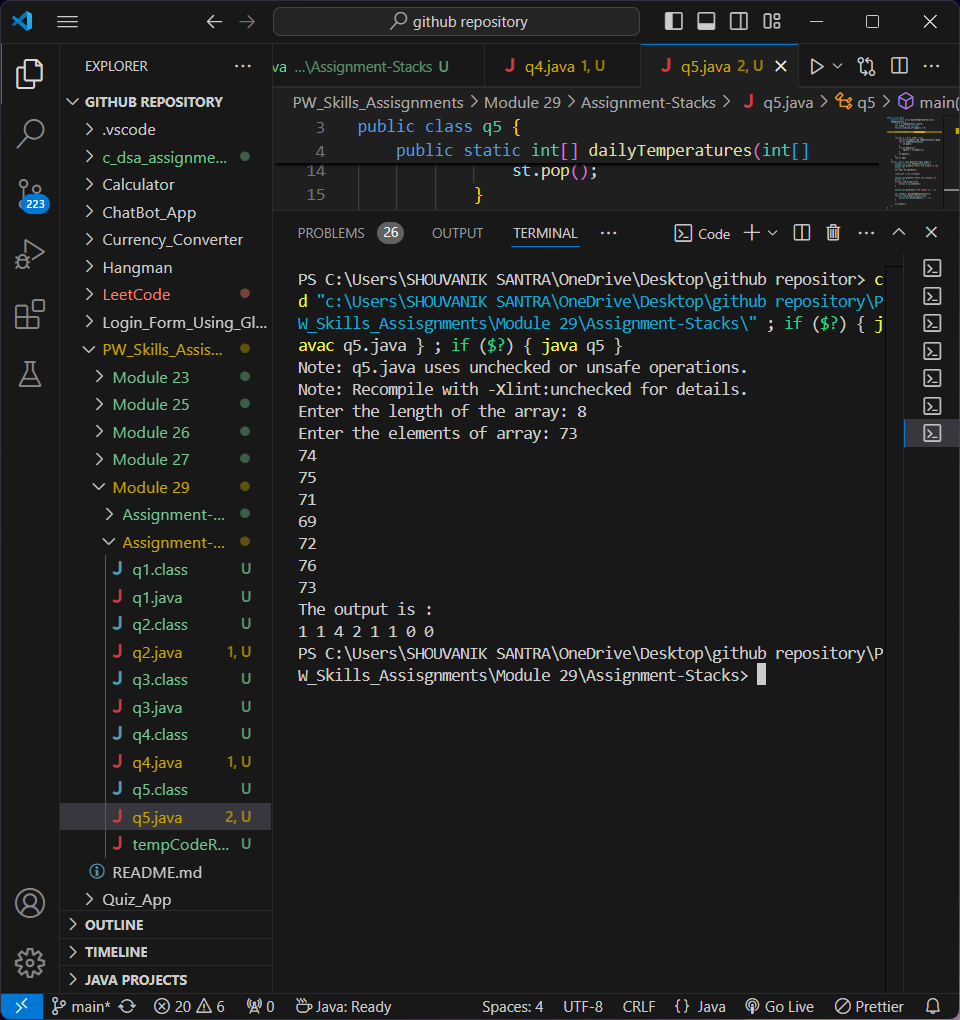 github repository
EXPLORER
GITHUB REPOSITORY
.vscode
c_dsa_assignme...
Calculator
ChatBot_App
Currency_Converter
Hangman
LeetCode
Login_Form_Using_Gl...
PW_Skills_Assis...
Module 23
Module 25
Module 26
Module 27
Module 29
Assignment-...
Assignment-...
q1.class U
q1.java U
q2.class U
q2.java 1, U
q3.class U
q3.java U
q4.class U
q4.java 1, U
q5.class U
q5.java 2, U
tempCodeR... U
README.md
Quiz_App
OUTLINE
TIMELINE
JAVA PROJECTS
223
va ...\Assignment-Stacks U
q4.java 1, U
q5.java 2, U
PW_Skills_Assisgnments > Module 29 > Assignment-Stacks > q5.java > q5 > main(
3 public class q5 {
4 public static int[] dailyTemperatures(int[]
14 st.pop();
15 }
PROBLEMS 26 OUTPUT TERMINAL ... Code
PS C:\Users\SHOUVANIK SANTRA\OneDrive\Desktop\github repositor> c
d "c:\Users\SHOUVANIK SANTRA\OneDrive\Desktop\github repository\P
W_Skills_Assisgnments\Module 29\Assignment-Stacks\" ; if ($?) { j
avac q5.java } ; if ($?) { java q5 }
Note: q5.java uses unchecked or unsafe operations.
Note: Recompile with -Xlint:unchecked for details.
Enter the length of the array: 8
Enter the elements of array: 73
74
75
71
69
72
76
73
The output is :
1 1 4 2 1 1 0 0
PS C:\Users\SHOUVANIK SANTRA\OneDrive\Desktop\github repository\P
W_Skills_Assisgnments\Module 29\Assignment-Stacks>
main* 20 6 0 Java: Ready Spaces: 4 UTF-8 CRLF {} Java Go Live Prettier